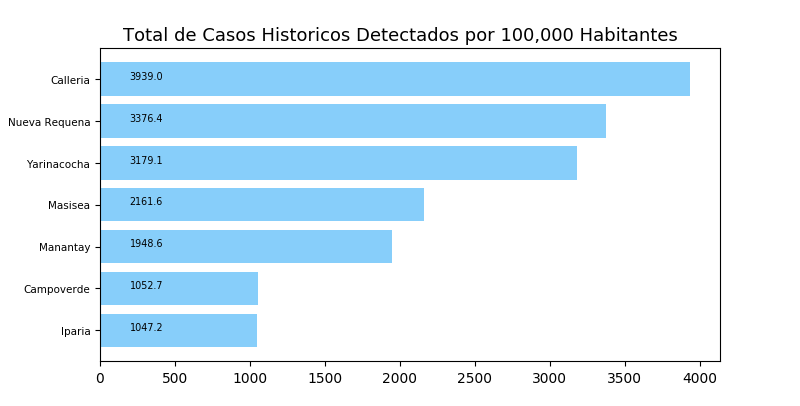 Total de Casos Historicos Detectados por 100,000 Habitantes
Calleria 3939.0
Nueva Requena 3376.4
Yarinacocha 3179.1
Masisea 2161.6
Manantay 1948.6
Campoverde 1052.7
Iparia 1047.2
0 500 1000 1500 2000 2500 3000 3500 4000